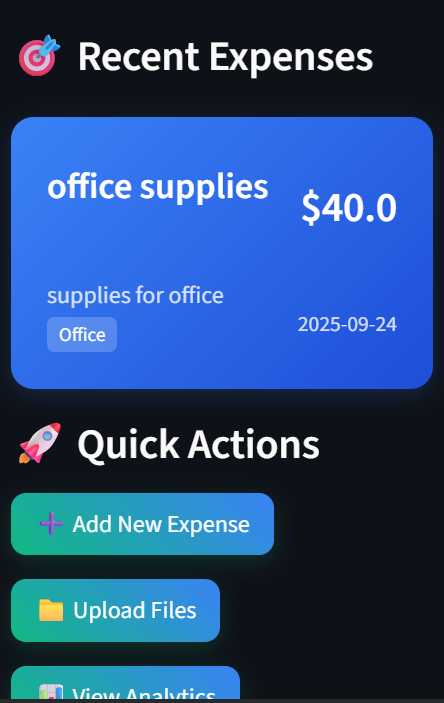 Recent Expenses
office supplies
$40.0
supplies for office
Office
2025-09-24
Quick Actions
Add New Expense
Upload Files
View Analytics